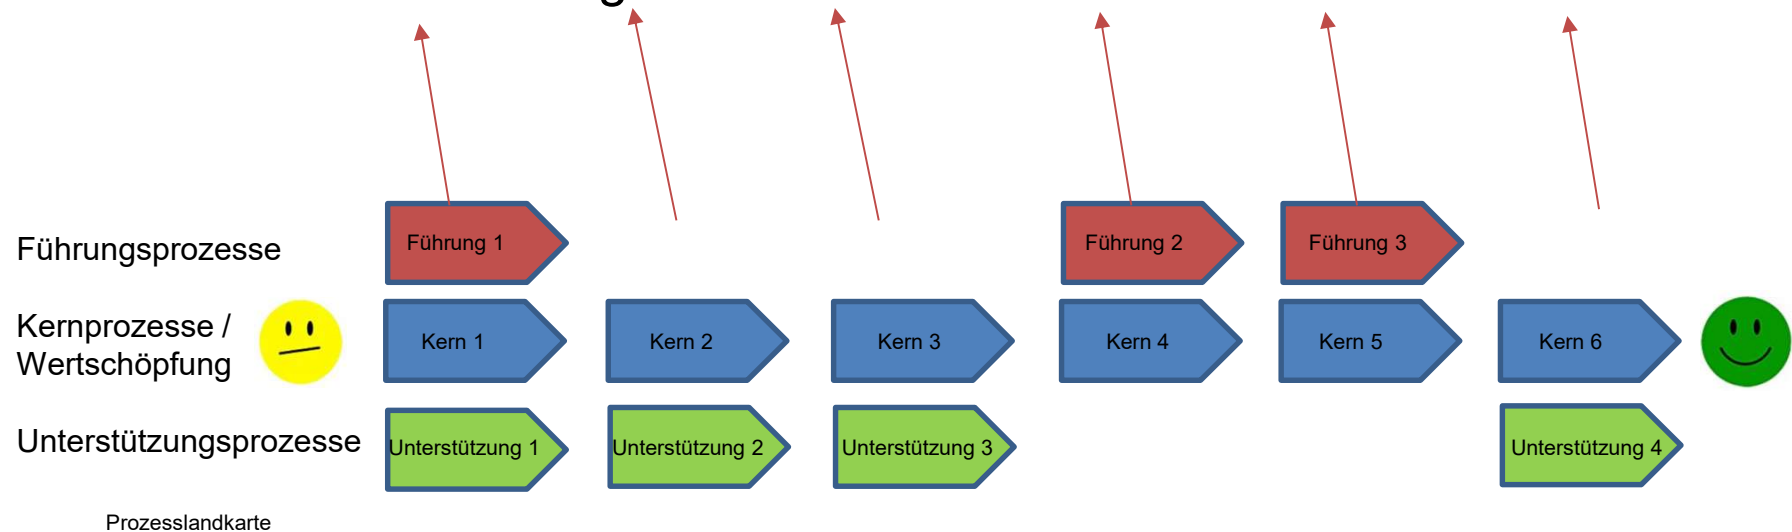 Führungsprozesse
Führung 1
Führung 2
Führung 3
Kernprozesse /
Wertschöpfung
Kern 1
Kern 2
Kern 3
Kern 4
Kern 5
Kern 6
Unterstützungsprozesse
Unterstützung 1
Unterstützung 2
Unterstützung 3
Unterstützung 4
Prozesslandkarte